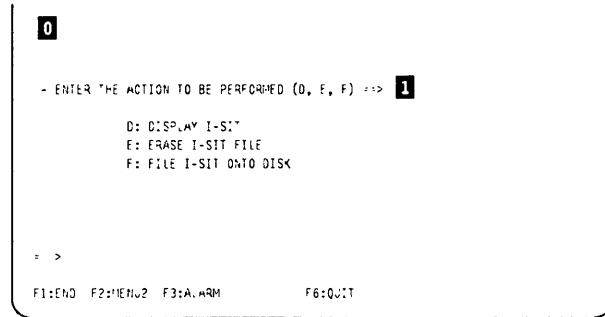 0
- ENTER THE ACTION TO BE PERFORMED (D, E, F) ==> 1
D: DISPLAY I-SIT
E: ERASE I-SIT FILE
F: FILE I-SIT ONTO DISK
= >
F1:END F2:MENU2 F3:ALARM F6:QUIT